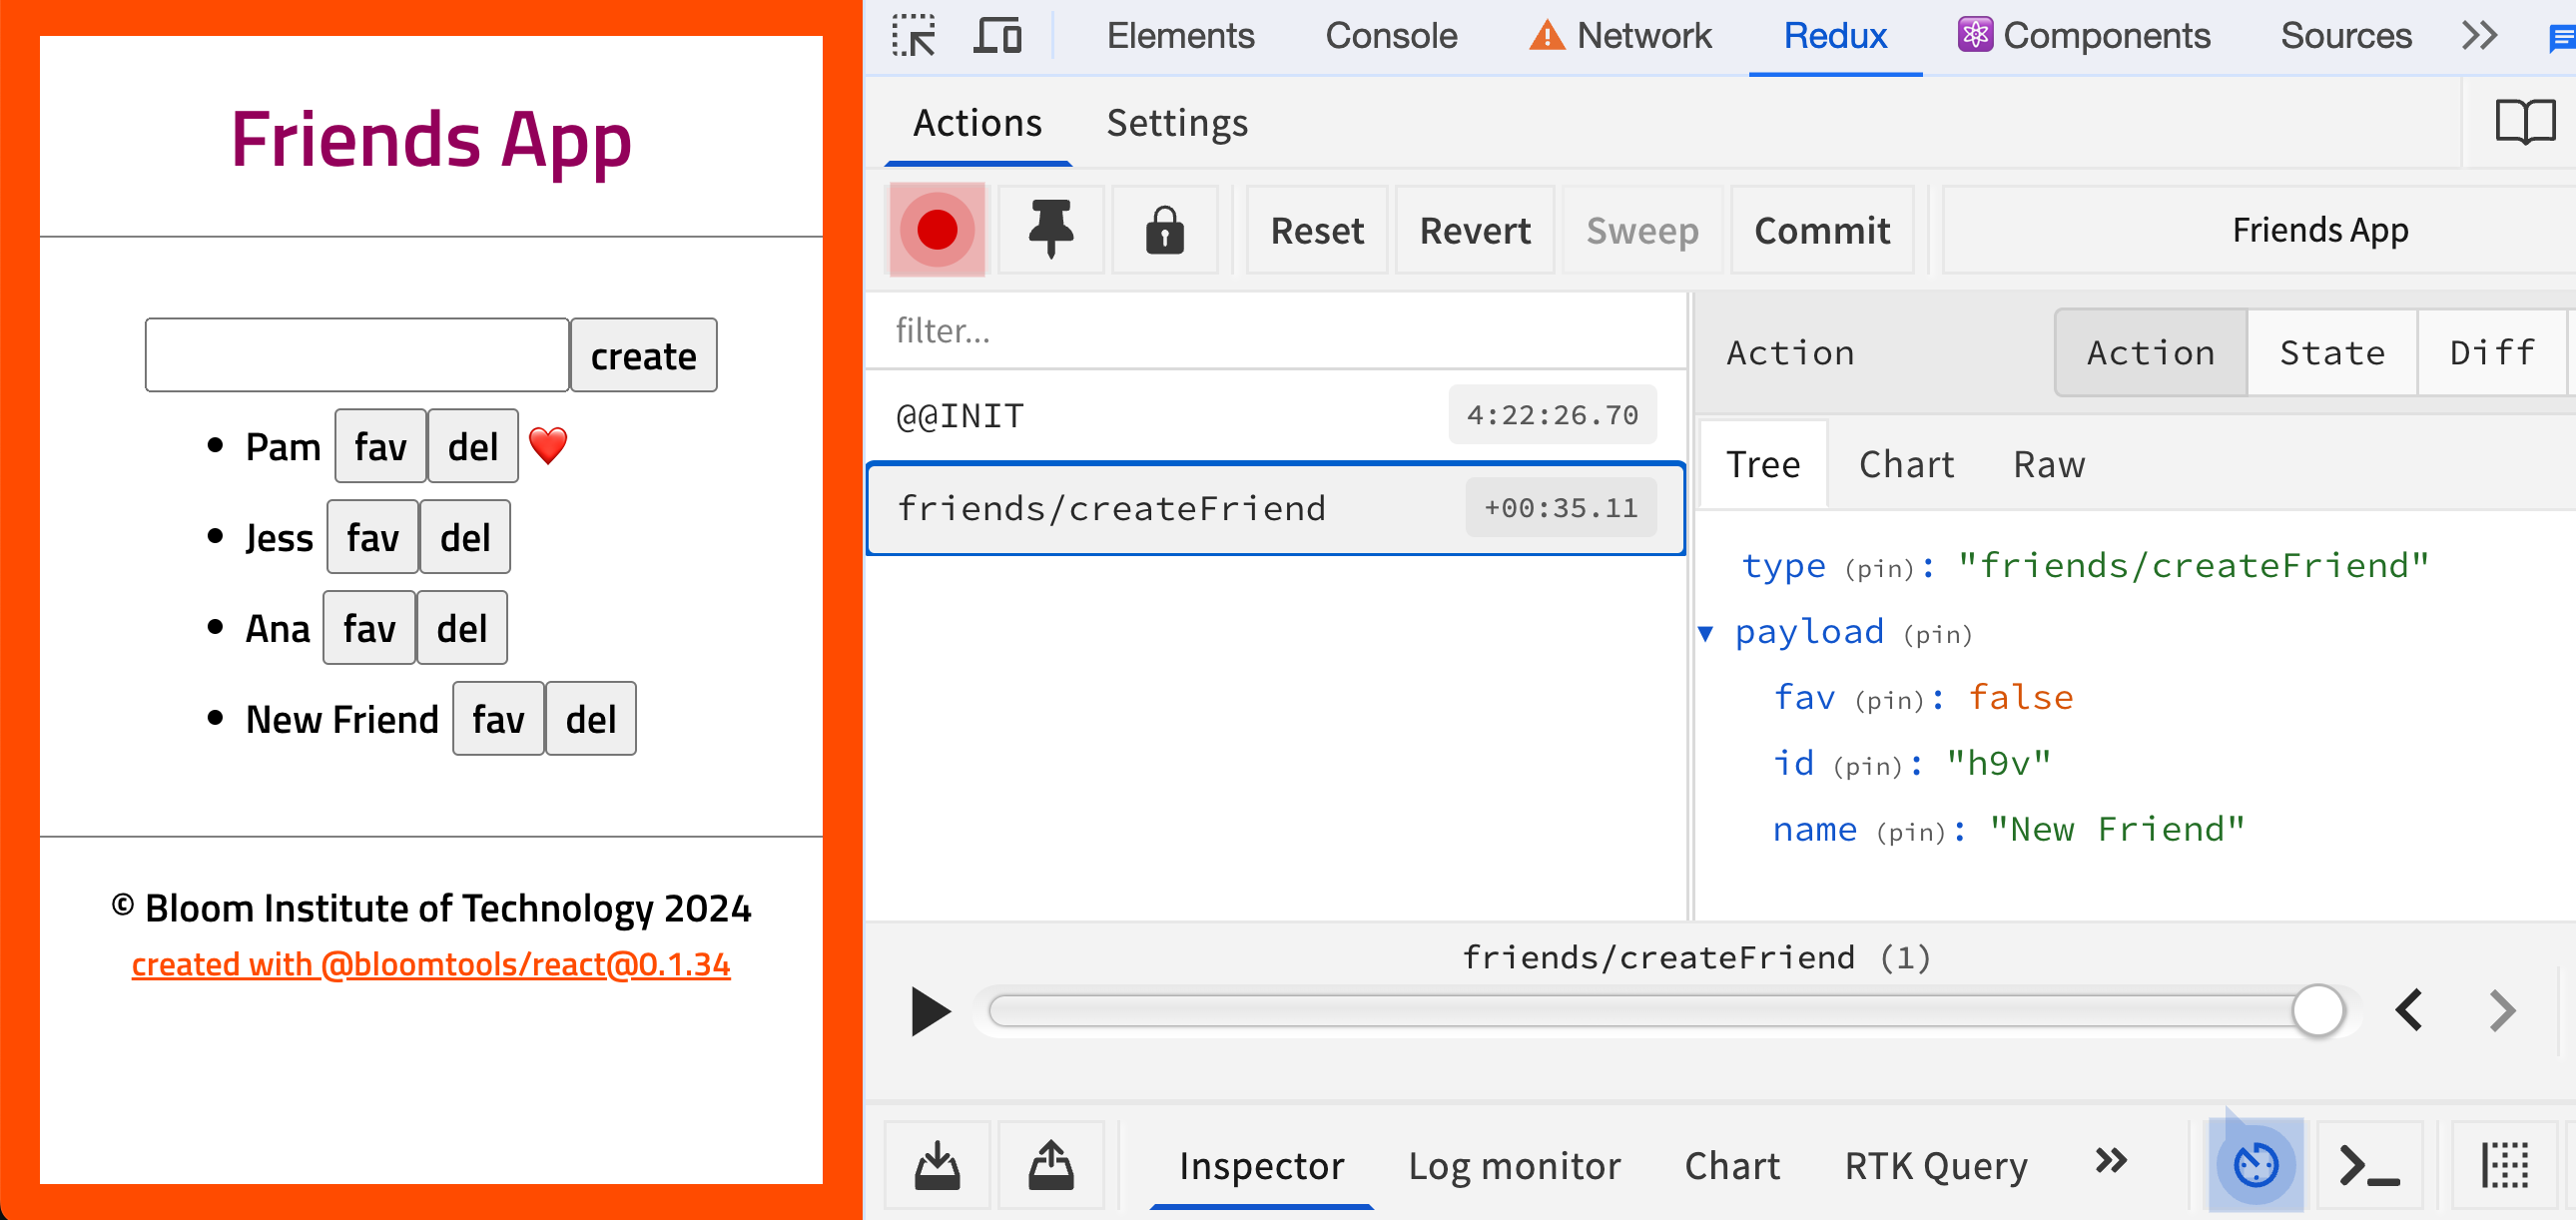 Friends App
create
Pam fav del
Jess fav del
Ana fav del
New Friend fav del
© Bloom Institute of Technology 2024
created with @bloomtools/react@0.1.34
Elements Console Network Redux Components Sources
Actions Settings
Reset Revert Sweep Commit Friends App
filter...
@@INIT 4:22:26.70
friends/createFriend +00:35.11
Action Action State Diff
Tree Chart Raw
type (pin): "friends/createFriend"
payload (pin)
fav (pin): false
id (pin): "h9v"
name (pin): "New Friend"
friends/createFriend (1)
Inspector Log monitor Chart RTK Query